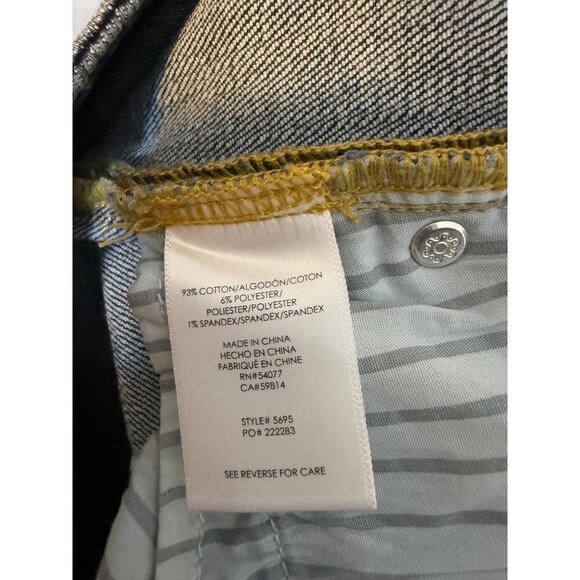 93% COTTON/ALGODÓN/COTON
6% POLYESTER/
POLIESTER/POLYESTER
1% SPANDEX/SPANDEX/SPANDEX
MADE IN CHINA
HECHO EN CHINA
FABRIQUÉ EN CHINE
RN#54077
CA#59814
STYLE# 5695
PO# 222283
SEE REVERSE FOR CARE